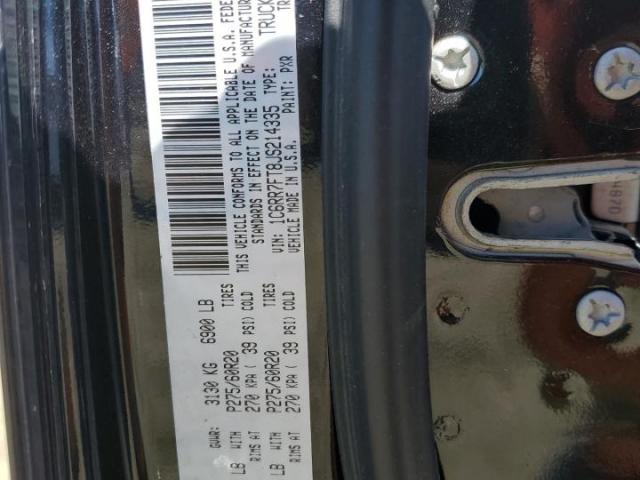 GVWR: 3130 KG 6900 LB
LB WITH P275/60R20 TIRES
RIMS AT 270 KPA( 39 PSI) COLD
LB WITH P275/60R20 TIRES
RIMS AT 270 KPA( 39 PSI) COLD
THIS VEHICLE CONFORMS TO ALL APPLICABLE U.S.A. FEDE
STANDARDS IN EFFECT ON THE DATE OF MANUFACTUR
VIN: 1C6RR7FT8JS214335 TYPE: TRUCK
VEHICLE MADE IN U.S.A. PAINT: PXR TR
4870